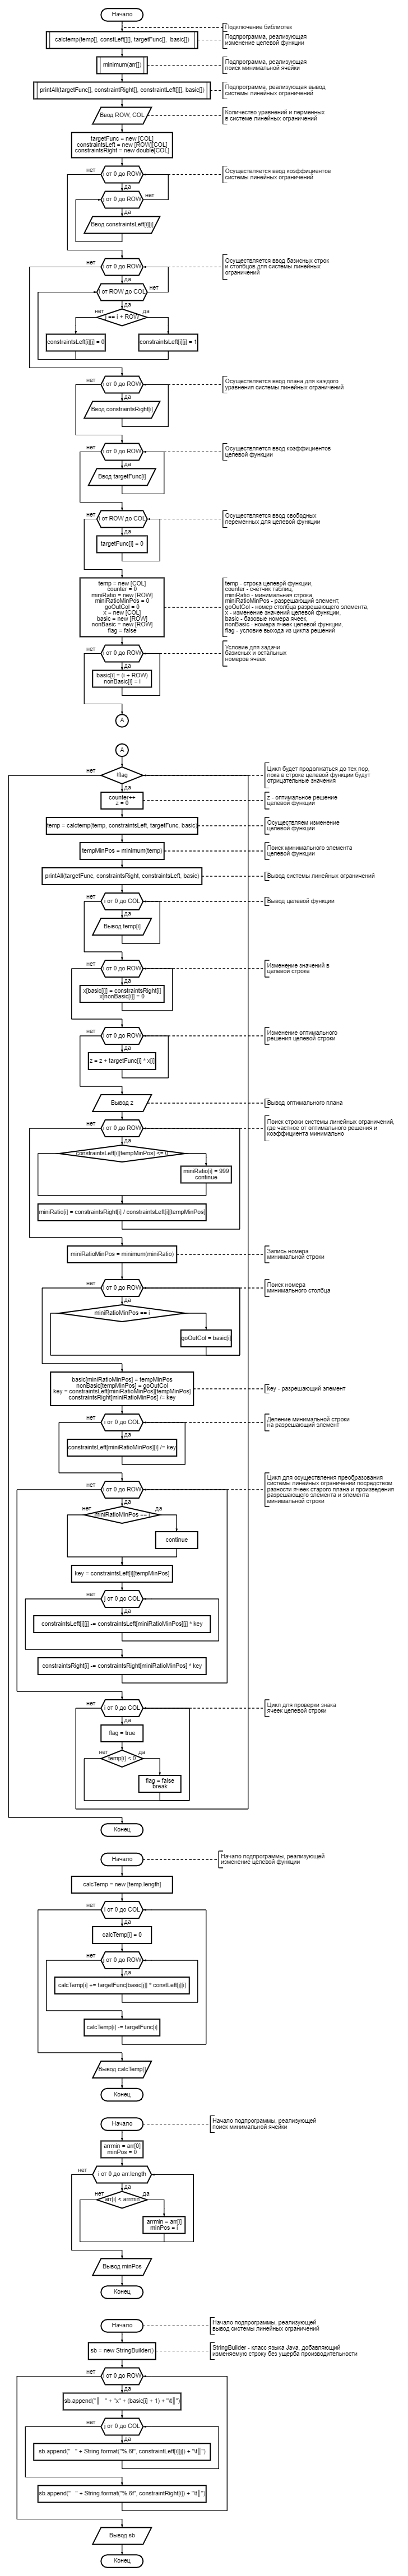 Начало
Подключение библиотек
calctemp(temp[], constLeft[][], targetFunc[],  basic[])
Подпрограмма, реализующая
изменение целевой функции
minimum(arr[])
Подпрограмма, реализующая
поиск минимальной ячейки
printAll(targetFunc[], constraintRight[], constraintLeft[][], basic[])
Подпрограмма, реализующая вывод
системы линейных ограничений
Ввод ROW, COL
Количество уравнений и перменных
в системе линейных ограничений
targetFunc = new [COL]
constraintsLeft = new [ROW][COL]
constraintsRight = new double[COL]
нет
i от 0 до ROW
Осуществляется ввод коэффициентов
системы линейных ограничений
да
i от 0 до ROW
нет
да
Ввод constraintsLeft[i][j]
нет
i от 0 до ROW
Осуществляется ввод базисных строк
и столбцов для системы линейных
ограничений
да
i от ROW до COL
нет
да
нет
j == i + ROW
да
constraintsLeft[i][j] = 0
constraintsLeft[i][j] = 1
нет
i от 0 до ROW
Осуществляется ввод плана для каждого
уравнения системы линейных ограничений
да
Ввод constraintsRight[i]
нет
i от 0 до ROW
Осуществляется ввод коэффициентов
целевой функции
да
Ввод targetFunc[i]
нет
i от ROW до COL
Осуществляется ввод свободных
переменных для целевой функции
да
targetFunc[i] = 0
temp = new [COL]
counter = 0
miniRatio = new [ROW]
miniRatioMinPos = 0
goOutCol = 0
x = new [COL]
basic = new [ROW]
nonBasic = new [ROW]
flag = false
temp - строка целевой функции,
counter - счётчик таблиц,
miniRatio - минимальная строка,
miniRatioMinPos - разрешающий элемент,
goOutCol - номер столбца разрешающего элемента,
x - изменение значений целевой функции,
basic - базовые номера ячеек,
nonBasic - номера ячеек целевой функции,
flag - условие выхода из цикла решений
нет
i от 0 до ROW
Условие для задачи
базисных и остальных
номеров ячеек
да
basic[i] = (i + ROW)
nonBasic[i] = i
A
A
нет
!flag
Цикл будет продолжаться до тех пор,
пока в строке целевой функции будут
отрицательные значения
да
counter++
z = 0
z - оптимальное решение
целевой функции
temp = calctemp(temp, constraintsLeft, targetFunc, basic)
Осуществляем изменение
целевой функции
tempMinPos = minimum(temp)
Поиск минимального элемента
целевой функции
printAll(targetFunc, constraintsRight, constraintsLeft, basic)
Вывод системы линейных ограничений
нет
i от 0 до COL
Вывод целевой функции
да
Вывод temp[i]
нет
i от 0 до ROW
Изменение значений в
целевой строке
да
x[basic[i]] = constraintsRight[i]
x[nonBasic[i]] = 0
нет
i от 0 до ROW
Изменение оптимального
решения целевой строки
да
z = z + targetFunc[i] * x[i]
Вывод z
Вывод оптимального плана
нет
i от 0 до ROW
Поиск строки системы линейных ограничений,
где частное от оптимального решения и
коэффициента минимально
да
constraintsLeft[i][tempMinPos] <= 0
miniRatio[i] = 999
continue
miniRatio[i] = constraintsRight[i] / constraintsLeft[i][tempMinPos]
miniRatioMinPos = minimum(miniRatio)
Запись номера
минимальной строки
нет
i от 0 до ROW
Поиск номера
минимального столбца
да
miniRatioMinPos == i
goOutCol = basic[i]
basic[miniRatioMinPos] = tempMinPos
nonBasic[tempMinPos] = goOutCol
key = constraintsLeft[miniRatioMinPos][tempMinPos]
constraintsRight[miniRatioMinPos] /= key
key - разрешающий элемент
нет
i от 0 до COL
Деление минимальной строки
на разрешающий элемент
да
constraintsLeft[miniRatioMinPos][i] /= key
нет
i от 0 до ROW
Цикл для осуществления преобразования
системы линейных ограничений посредством
разности ячеек старого плана и произведения
разрешающего элемента и элемента
минимальной строки
да
нет
miniRatioMinPos == i
да
continue
key = constraintsLeft[i][tempMinPos]
нет
i от 0 до COL
да
constraintsLeft[i][j] -= constraintsLeft[miniRatioMinPos][j] * key
constraintsRight[i] -= constraintsRight[miniRatioMinPos] * key
нет
i от 0 до COL
Цикл для проверки знака
ячеек целевой строки
да
flag = true
нет
temp[i] < 0
да
flag = false
break
Конец
Начало
Начало подпрограммы, реализующей
изменение целевой функции
calcTemp = new [temp.length]
нет
i от 0 до COL
да
calcTemp[i] = 0
нет
i от 0 до ROW
да
calcTemp[i] += targetFunc[basic[j]] * constLeft[j][i]
calcTemp[i] -= targetFunc[i]
Вывод calcTemp[]
Конец
Начало
Начало подпрограммы, реализующей
поиск минимальной ячейки
arrmin = arr[0]
minPos = 0
нет
i от 0 до arr.length
да
нет
arr[i] < arrmin
да
arrmin = arr[i]
minPos = i
Вывод minPos
Конец
Начало
Начало подпрограммы, реализующей
вывод системы линейных ограничений
sb = new StringBuilder()
StringBuilder - класс языка Java, добавляющий
изменяемую строку без ущерба производительности
нет
i от 0 до ROW
да
sb.append("║   " + "x" + (basic[i] + 1) + "\t║")
нет
i от 0 до COL
да
sb.append("   " + String.format("%.6f", constraintLeft[i][j]) + "\t║")
sb.append("   " + String.format("%.6f", constraintRight[i]) + "\t║")
Вывод sb
Конец